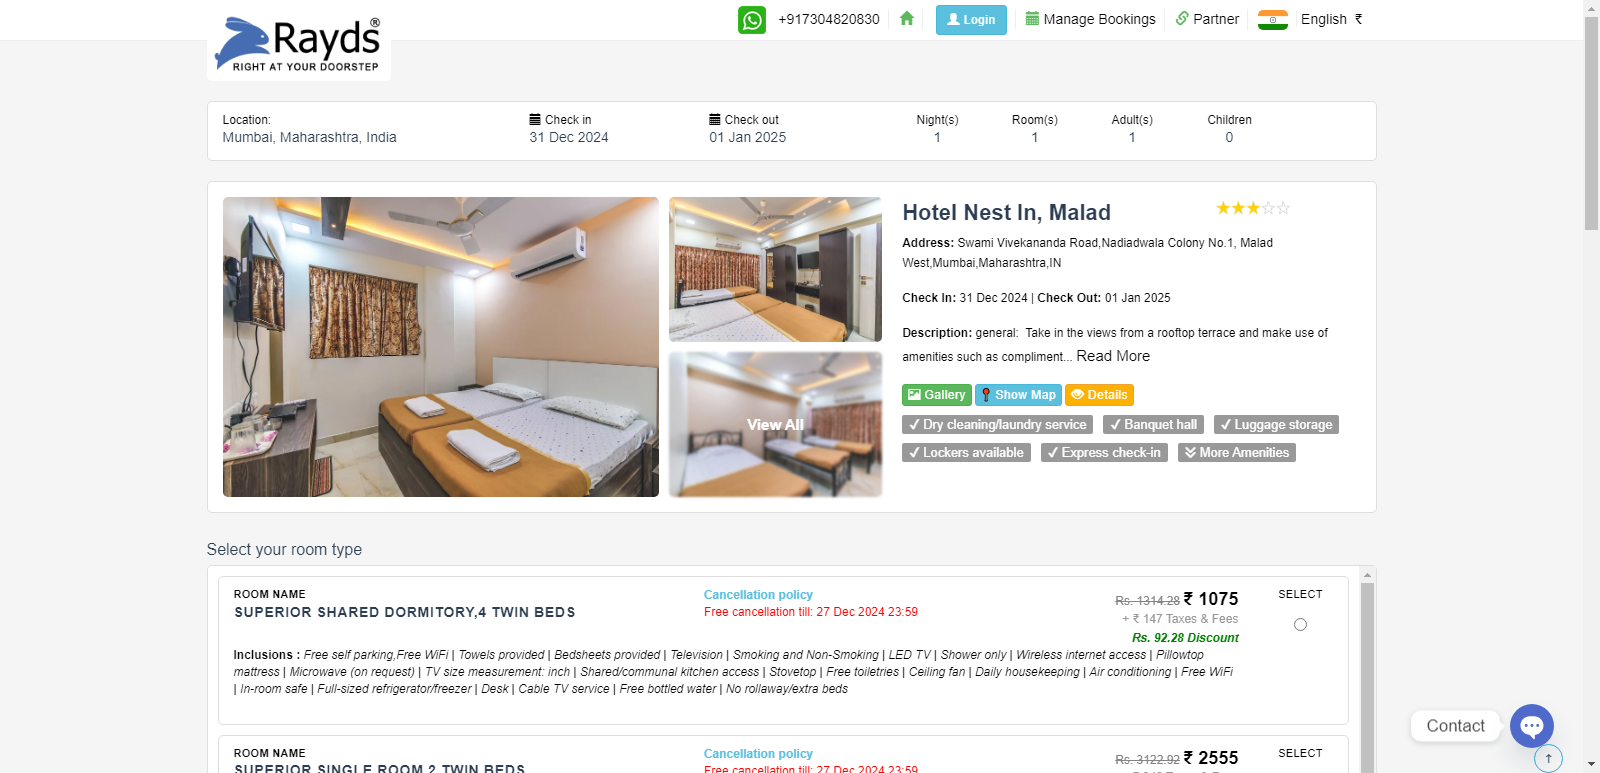 Rayds®
RIGHT AT YOUR DOORSTEP
+917304820830
Login
Manage Bookings
Partner
English ₹
Location:
Mumbai, Maharashtra, India
Check in
31 Dec 2024
Check out
01 Jan 2025
Night(s)
1
Room(s)
1
Adult(s)
1
Children
0
View All
Hotel Nest In, Malad
Address: Swami Vivekananda Road,Nadiadwala Colony No.1, Malad
West,Mumbai,Maharashtra,IN
Check In: 31 Dec 2024 | Check Out: 01 Jan 2025
Description: general: Take in the views from a rooftop terrace and make use of
amenities such as compliment... Read More
Gallery Show Map Details
Dry cleaning/laundry service Banquet hall Luggage storage
Lockers available Express check-in More Amenities
Select your room type
ROOM NAME
SUPERIOR SHARED DORMITORY,4 TWIN BEDS
Cancellation policy
Free cancellation till: 27 Dec 2024 23:59
Rs. 1314.28 ₹ 1075
+ ₹ 147 Taxes & Fees
Rs. 92.28 Discount
SELECT
Inclusions : Free self parking,Free WiFi | Towels provided | Bedsheets provided | Television | Smoking and Non-Smoking | LED TV | Shower only | Wireless internet access | Pillowtop
mattress | Microwave (on request) | TV size measurement: inch | Shared/communal kitchen access | Stovetop | Free toiletries | Ceiling fan | Daily housekeeping | Air conditioning | Free WiFi
| In-room safe | Full-sized refrigerator/freezer | Desk | Cable TV service | Free bottled water | No rollaway/extra beds
ROOM NAME
SUPERIOR SINGLE ROOM,2 TWIN BEDS
Cancellation policy
Free cancellation till: 27 Dec 2024 23:59
Rs. 3122.92 ₹ 2555
SELECT
Contact